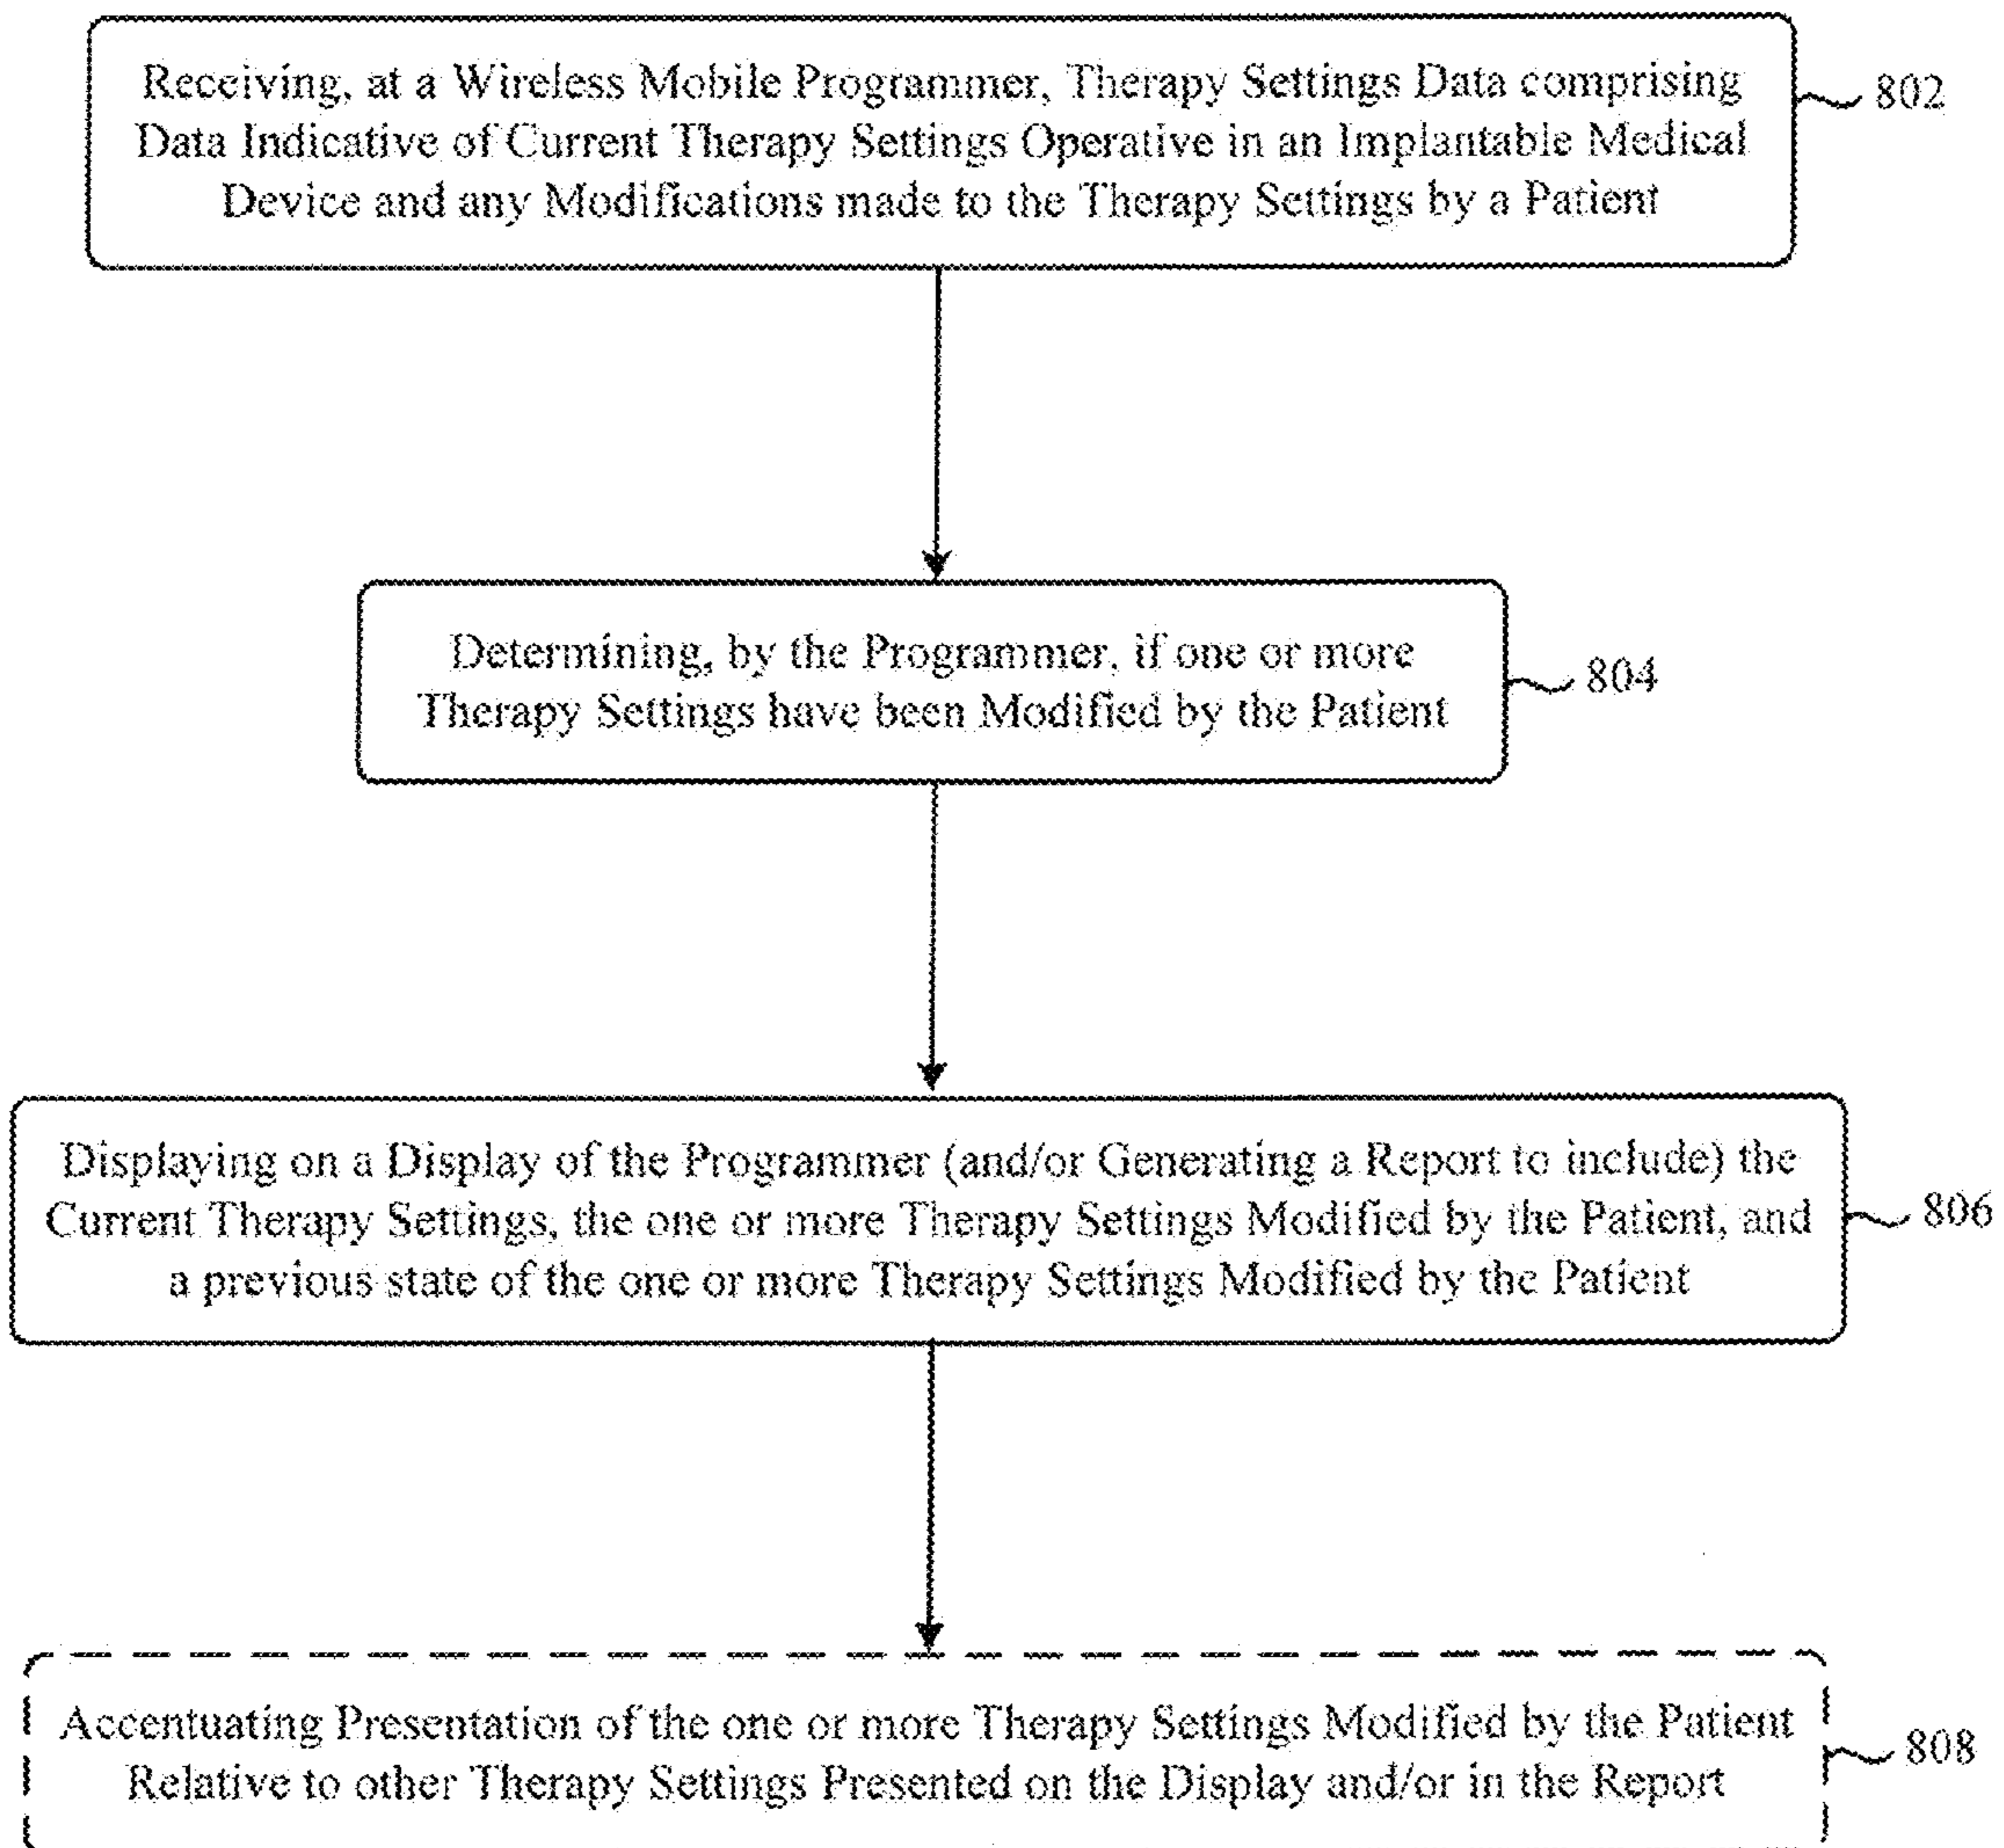 Receiving, at a Wireless Mobile Programmer, Therapy Settings Data comprising
Data Indicative of Current Therapy Settings Operative in an Implantable Medical
Device and any Modifications made to the Therapy Settings by a Patient
802
Determining, by the Programmer, if one or more
Therapy Settings have been Modified by the Patient
804
Displaying on a Display of the Programmer (and/or Generating a Report to include) the
Current Therapy Settings, the one or more Therapy Settings Modified by the Patient, and
a previous state of the one or more Therapy Settings Modified by the Patient
806
Accentuating Presentation of the one or more Therapy Settings Modified by the Patient
Relative to other Therapy Settings Presented on the Display and/or in the Report
808